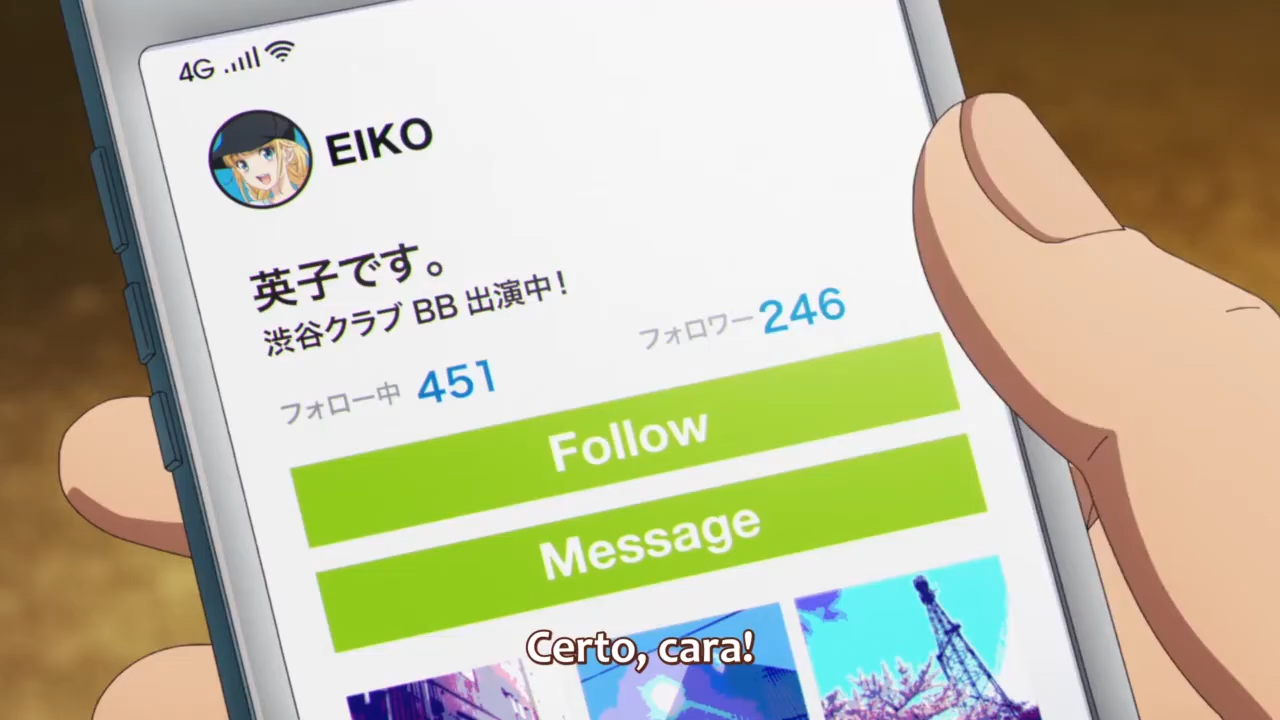 4G
EIKO
英子です。
渋谷クラブ BB 出演中!
フォロー中 451
フォロワー 246
Follow
Message
Certo, cara!